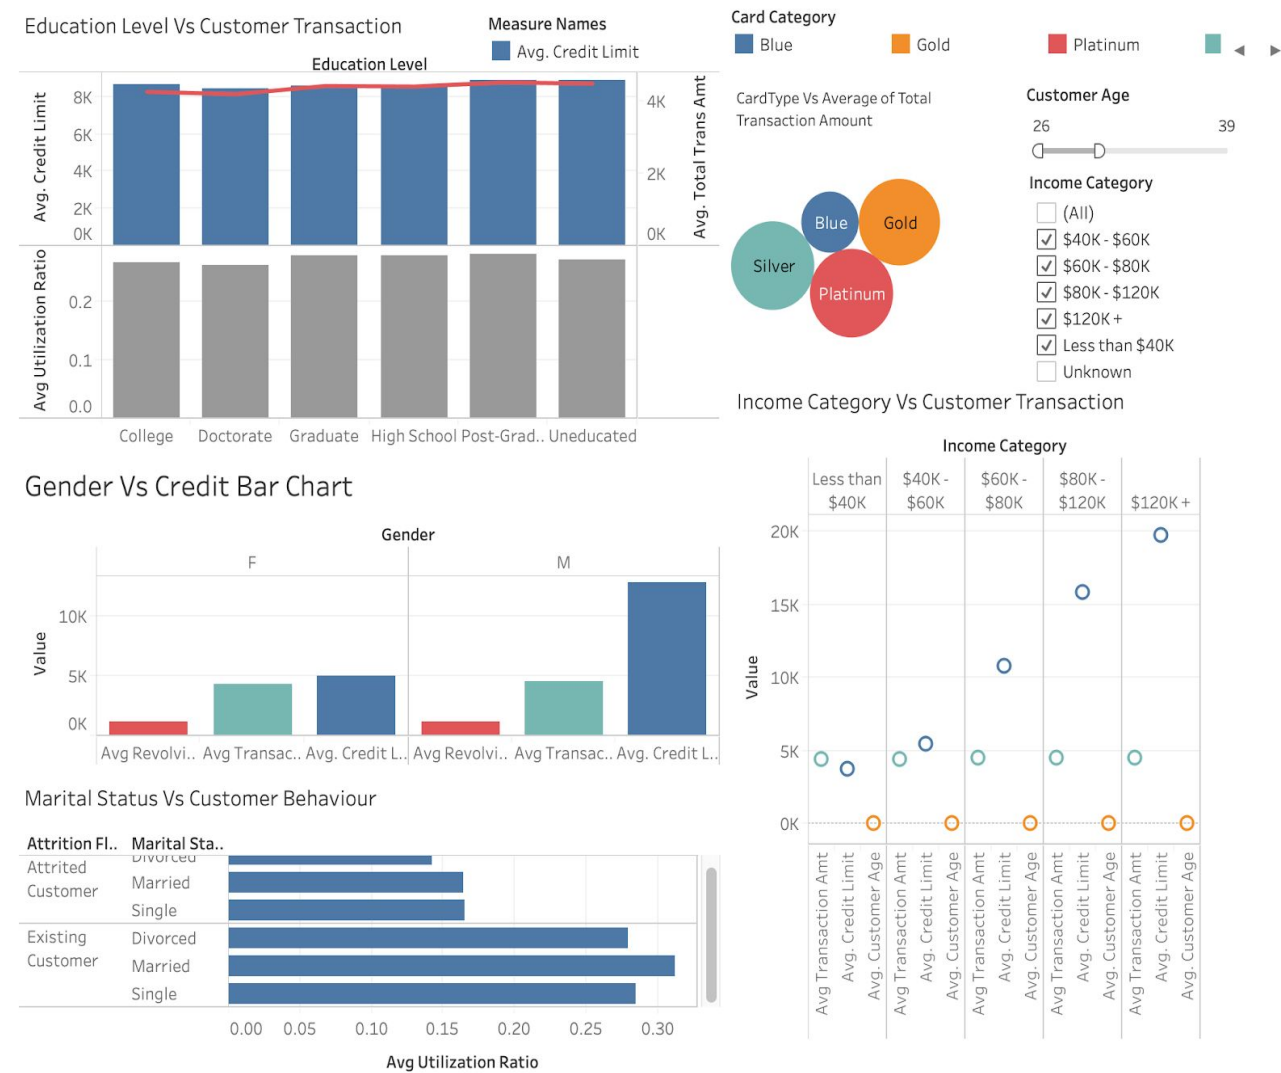 Education Level Vs Customer Transaction
Measure Names
Avg. Credit Limit
Education Level
Avg. Credit Limit
8K
6K
4K
2K
0K
Avg. Total Trans Amt
4K
2K
0K
Avg Utilization Ratio
0.2
0.1
0.0
College Doctorate Graduate High School Post-Grad.. Uneducated
Card Category
Blue Gold Platinum
CardType Vs Average of Total
Transaction Amount
Blue
Gold
Silver
Platinum
Customer Age
26 39
Income Category
(All)
$40K - $60K
$60K - $80K
$80K - $120K
$120K +
Less than $40K
Unknown
Gender Vs Credit Bar Chart
Gender
F M
Value
10K
5K
0K
Avg Revolvi.. Avg Transac.. Avg. Credit L.. Avg Revolvi.. Avg Transac.. Avg. Credit L..
Marital Status Vs Customer Behaviour
Attrition Fl.. Marital Sta..
Attrited
Customer
Divorced
Married
Single
Existing
Customer
Divorced
Married
Single
0.00 0.05 0.10 0.15 0.20 0.25 0.30
Avg Utilization Ratio
Income Category Vs Customer Transaction
Income Category
Less than
$40K
$40K -
$60K
$60K -
$80K
$80K -
$120K
$120K +
Value
20K
15K
10K
5K
0K
Avg Transaction Amt
Avg. Credit Limit
Avg. Customer Age
Avg Transaction Amt
Avg. Credit Limit
Avg. Customer Age
Avg Transaction Amt
Avg. Credit Limit
Avg. Customer Age
Avg Transaction Amt
Avg. Credit Limit
Avg. Customer Age
Avg Transaction Amt
Avg. Credit Limit
Avg. Customer Age